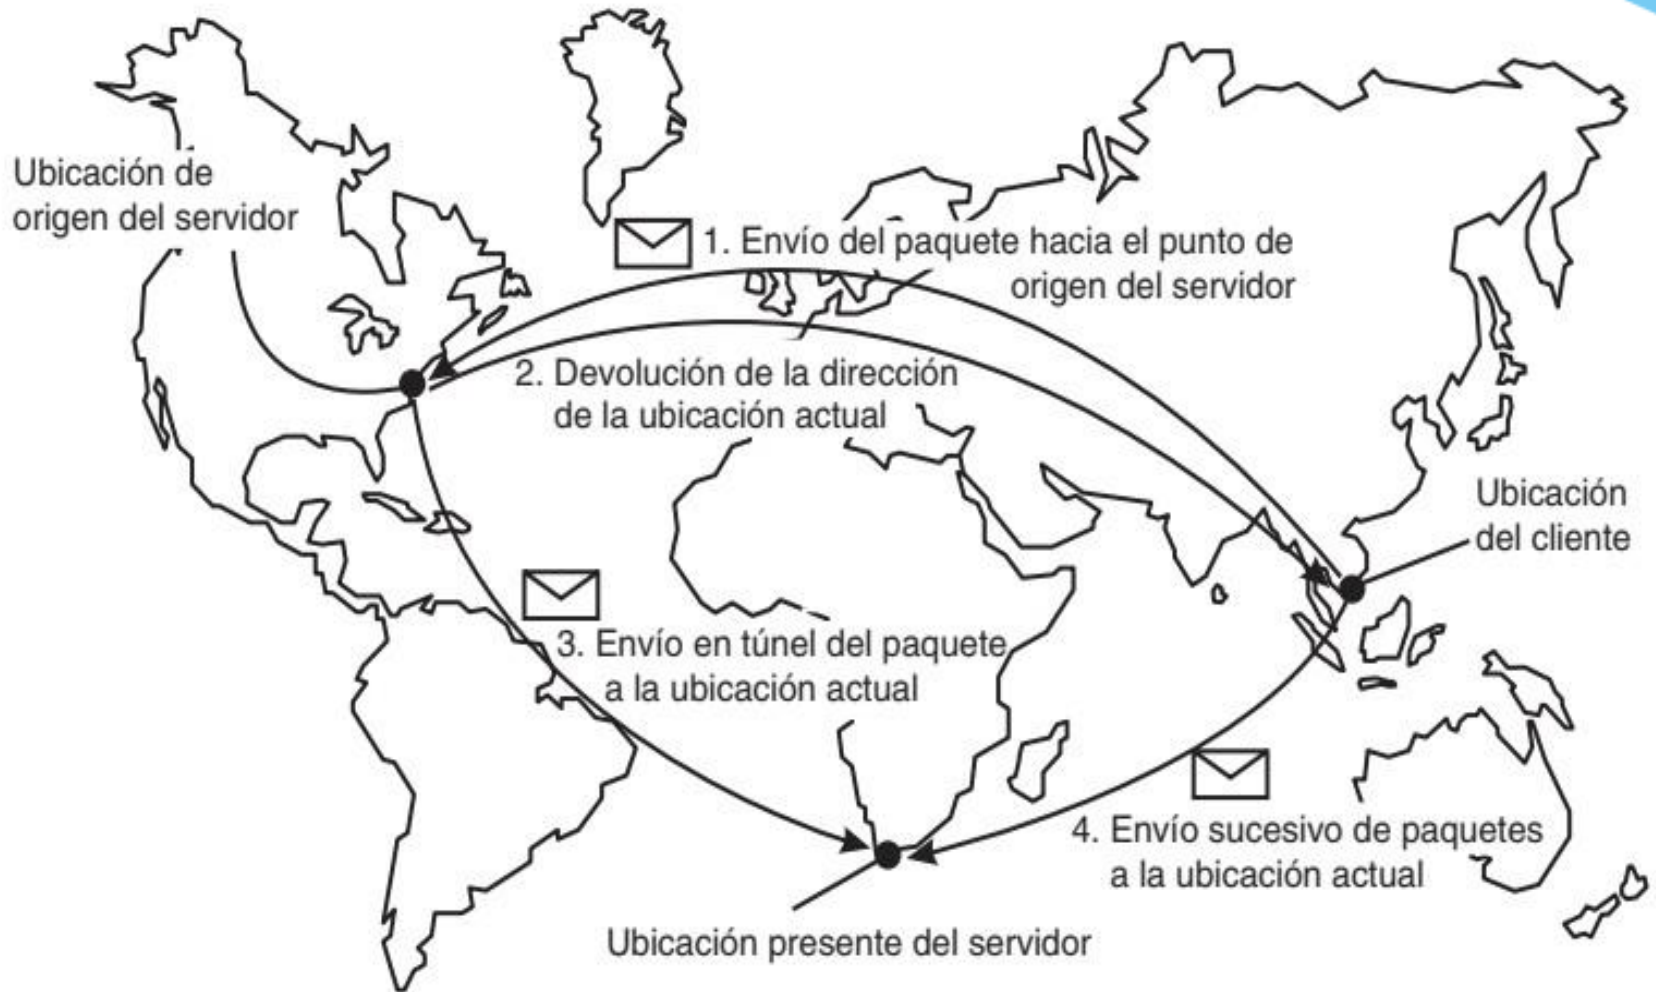 Ubicación de
origen del servidor
1. Envío del paquete hacia el punto de
origen del servidor
2. Devolución de la dirección
de la ubicación actual
Ubicación
del cliente
3. Envío en túnel del paquete
a la ubicación actual
4. Envío sucesivo de paquetes
a la ubicación actual
Ubicación presente del servidor